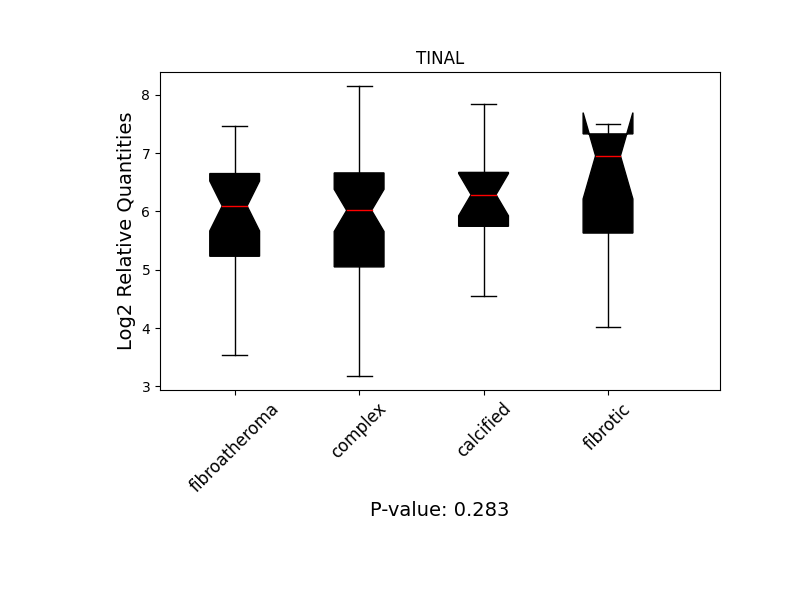 TINAL
Log2 Relative Quantities
8
7
6
5
4
3
fibroatheroma
complex
calcified
fibrotic
P-value: 0.283